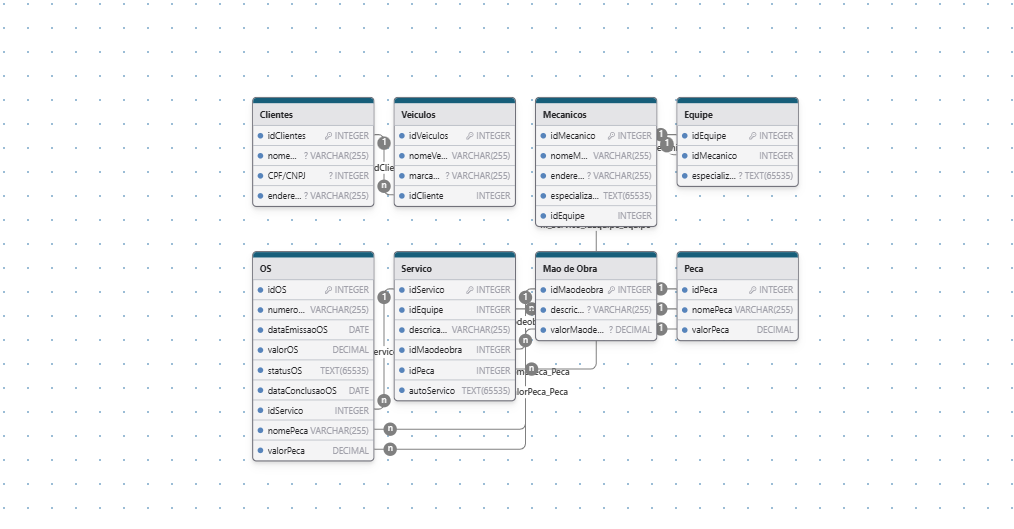 Clientes
idClientes INTEGER
nome... ? VARCHAR(255)
CPF/CNPJ ? INTEGER
endere... ? VARCHAR(255)
Veiculos
idVeiculos INTEGER
nomeVe... VARCHAR(255)
marca... VARCHAR(255)
idCliente INTEGER
Mecanicos
idMecanico INTEGER
nomeM... VARCHAR(255)
endere... VARCHAR(255)
especializa... TEXT(65535)
idEquipe INTEGER
Equipe
idEquipe INTEGER
idMecanico INTEGER
especializ... ? TEXT(65535)
1
n
1
1
OS
idOS INTEGER
numero... VARCHAR(255)
dataEmissaoOS DATE
valorOS DECIMAL
statusOS TEXT(65535)
dataConclusaoOS DATE
idServico INTEGER
nomePeca VARCHAR(255)
valorPeca DECIMAL
Servico
idServico INTEGER
idEquipe INTEGER
descrica... VARCHAR(255)
idMaodeobra INTEGER
idPeca INTEGER
autoServico TEXT(65535)
Mao de Obra
idMaodeobra INTEGER
descric... ? VARCHAR(255)
valorMaode... ? DECIMAL
Peca
idPeca INTEGER
nomePeca VARCHAR(255)
valorPeca DECIMAL
1
n
1
n
n
1
1
1
n
n
eca_Peca
lorPeca_Peca